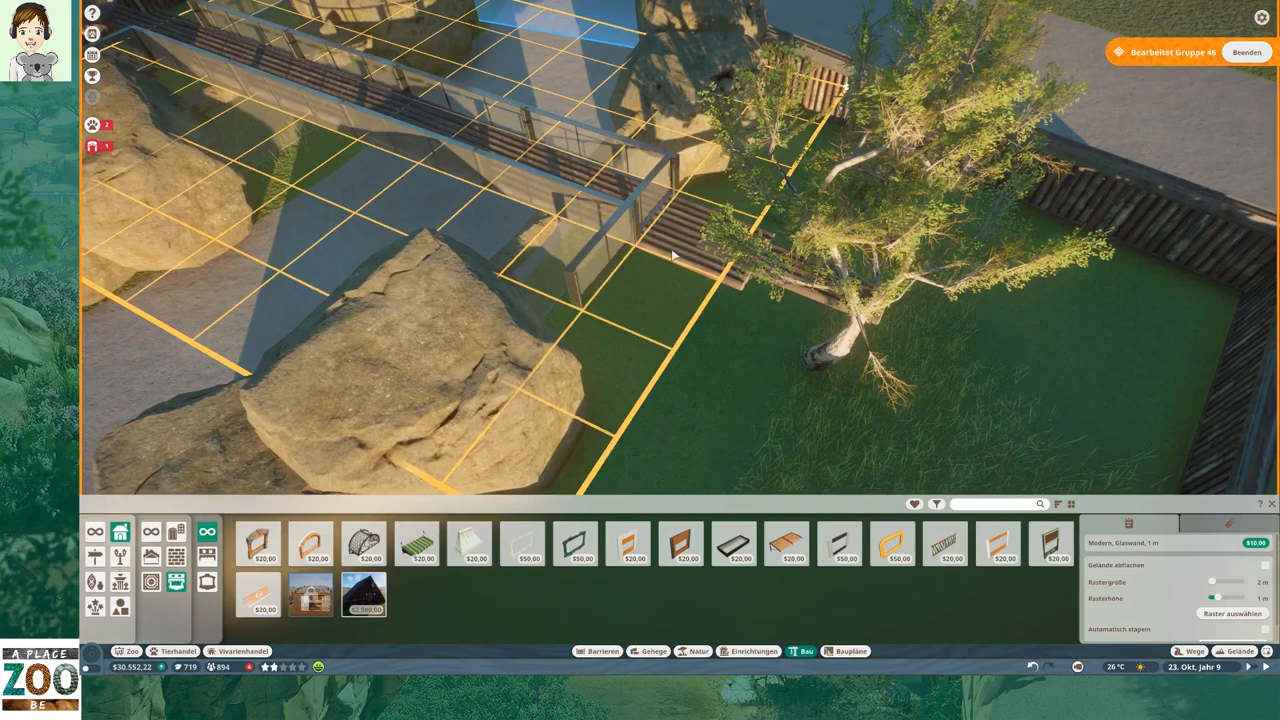 ?
2
1
Bearbeitet Gruppe 46
Beenden
?
$20,00
$20,00
$20,00
$20,00
$20,00
$50,00
$50,00
$20,00
$20,00
$20,00
$20,00
$50,00
$50,00
$20,00
$20,00
$20,00
$20,00
$2.500,00
Modern, Glaswand, 1 m
$10,00
Gelände abflachen
Rastergröße
2 m
Rasterhöhe
1 m
Raster auswählen
Automatisch stapeln
Zoo
Tierhandel
Vivarienhandel
Barrieren
Gehege
Natur
Einrichtungen
Bau
Baupläne
Wege
Gelände
$30.552,22
719
894
26 °C
23. Okt, Jahr 9
A PLACE
ZOO
BE